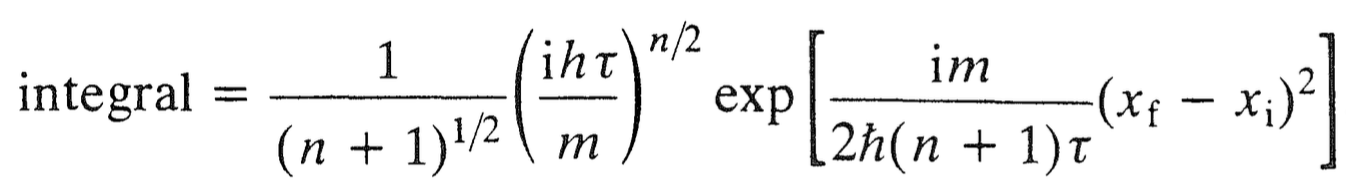 integral = \frac{1}{(n + 1)^{1/2}} \left( \frac{ih\tau}{m} \right)^{n/2} \exp \left[ \frac{im}{2\hbar(n + 1)\tau} (x_f - x_i)^2 \right]